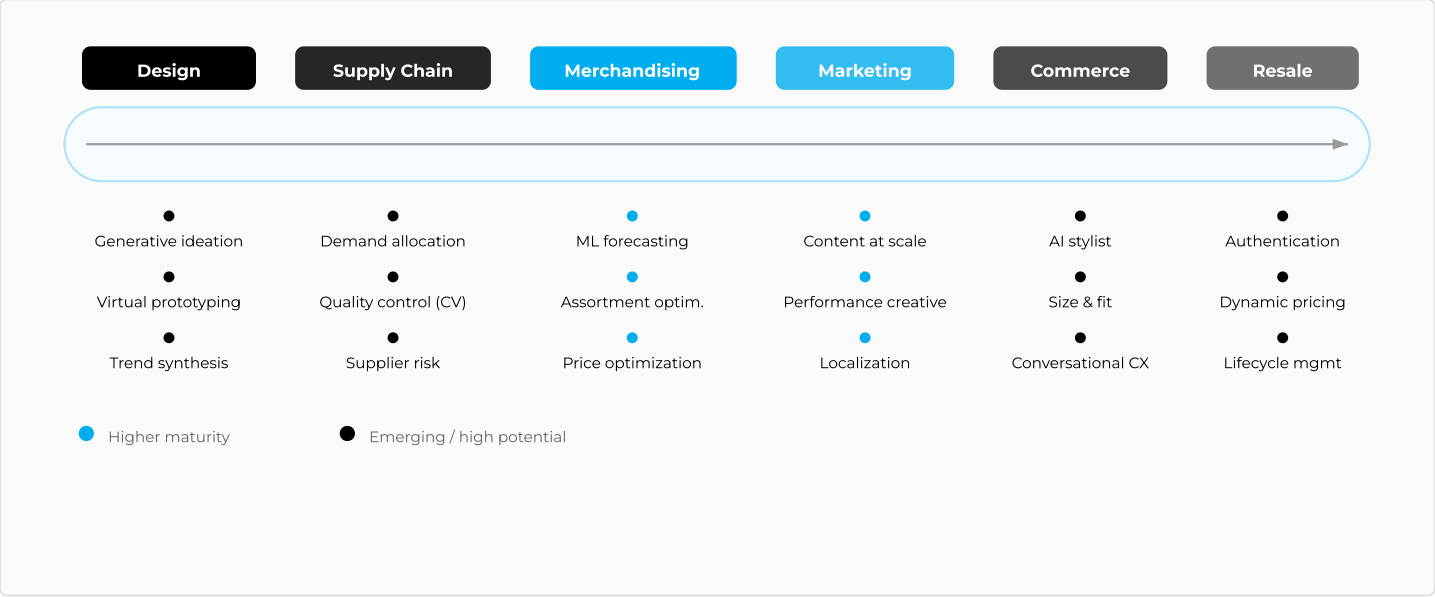 Design
Supply Chain
Merchandising
Marketing
Commerce
Resale
Generative ideation
Demand allocation
ML forecasting
Content at scale
AI stylist
Authentication
Virtual prototyping
Quality control (CV)
Assortment optim.
Performance creative
Size & fit
Dynamic pricing
Trend synthesis
Supplier risk
Price optimization
Localization
Conversational CX
Lifecycle mgmt
Higher maturity
Emerging / high potential